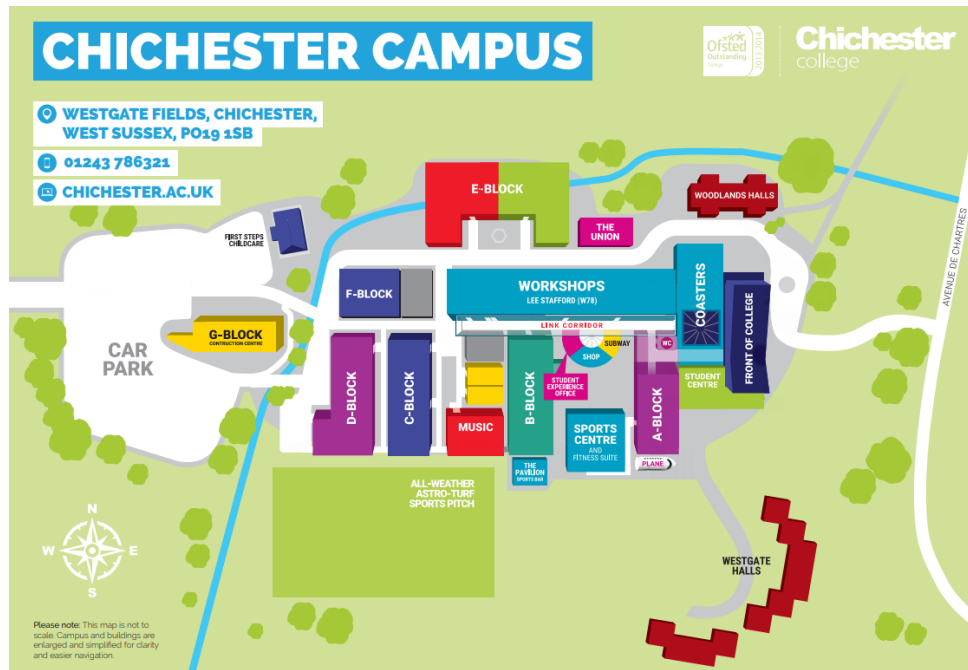 CHICHESTER CAMPUS
Ofsted
Outstanding
College
2013|2014
Chichester
college
WESTGATE FIELDS, CHICHESTER,
WEST SUSSEX, PO19 1SB
01243 786321
CHICHESTER.AC.UK
E-BLOCK
WOODLANDS HALLS
THE
UNION
FIRST STEPS
CHILDCARE
F-BLOCK
WORKSHOPS
LEE STAFFORD (W78)
COASTERS
FRONT OF COLLEGE
AVENUE DE CHARTRES
LINK CORRIDOR
G-BLOCK
CONTRUCTION CENTRE
CAR
PARK
SUBWAY
SHOP
WC
STUDENT
EXPERIENCE
OFFICE
STUDENT
CENTRE
D-BLOCK
C-BLOCK
MUSIC
B-BLOCK
SPORTS
CENTRE
AND
FITNESS SUITE
A-BLOCK
PLANE
THE
PAVILION
SPORTS BAR
ALL-WEATHER
ASTRO-TURF
SPORTS PITCH
N
W
E
S
WESTGATE
HALLS
Please note: This map is not to
scale. Campus and buildings are
enlarged and simplified for clarity
and easier navigation.